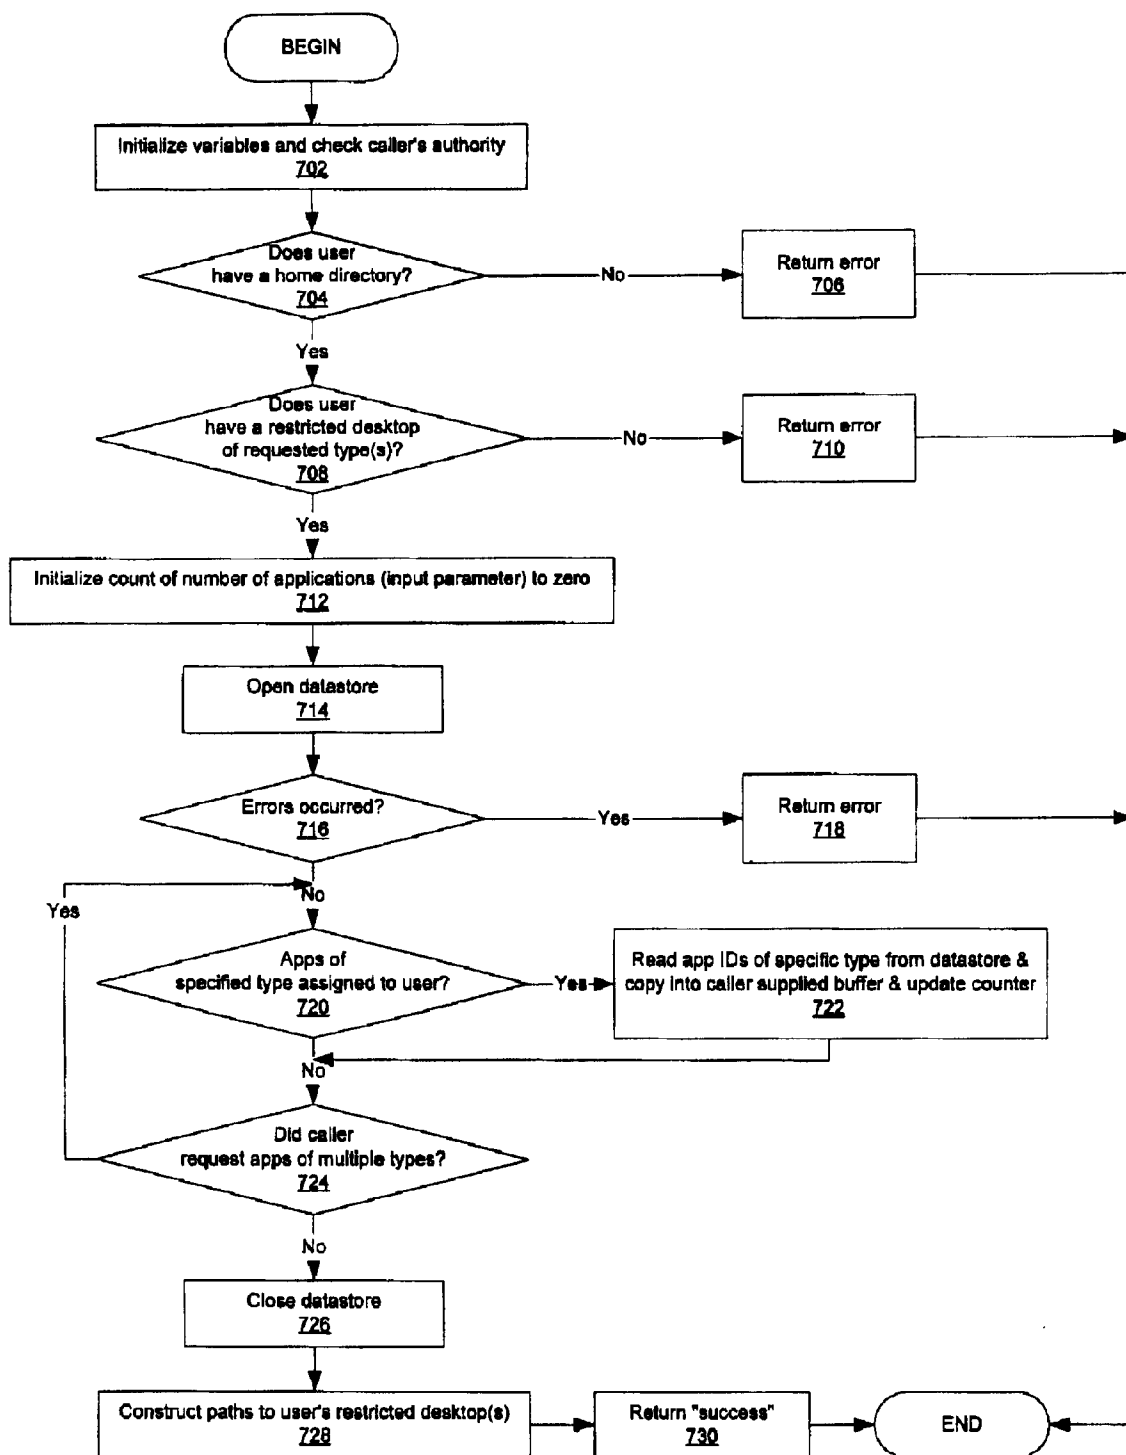 BEGIN
Initialize variables and check caller's authority
702
Does user
have a home directory?
704
No
Return error
706
Yes
Does user
have a restricted desktop
of requested type(s)?
708
No
Return error
710
Yes
Initialize count of number of applications (input parameter) to zero
712
Open datastore
714
Errors occurred?
716
Yes
Return error
718
No
Yes
Apps of
specified type assigned to user?
720
Yes
Read app IDs of specific type from datastore &
copy into caller supplied buffer & update counter
722
No
Did caller
request apps of multiple types?
724
No
Close datastore
726
Construct paths to user's restricted desktop(s)
728
Return "success"
730
END